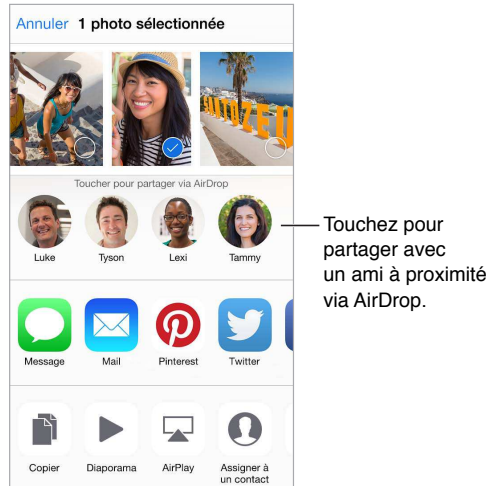 Annuler 1 photo sélectionnée
Toucher pour partager via AirDrop
Luke Tyson Lexi Tammy
Touchez pour
partager avec
un ami à proximité
via AirDrop.
Message Mail Pinterest Twitter
Copier Diaporama AirPlay Assigner à
un contact